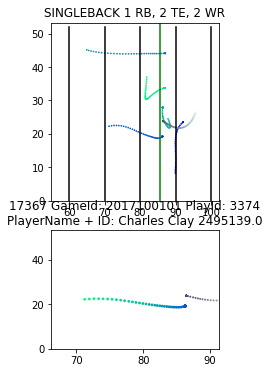 SINGLEBACK 1 RB, 2 TE, 2 WR
50
40
30
20
10
0
60 70 80 90 100
17367 GameId: 2017100101 PlayId: 3374
PlayerName + ID: Charles Clay 2495139.0
40
20
0
70 80 90